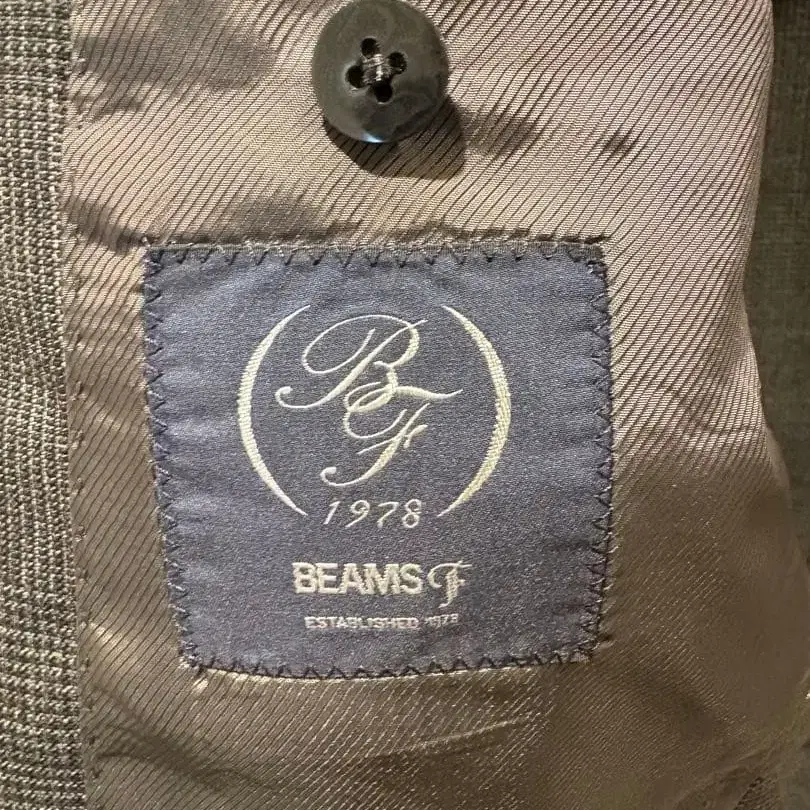 BF
1978
BEAMS F
ESTABLISHED 1978